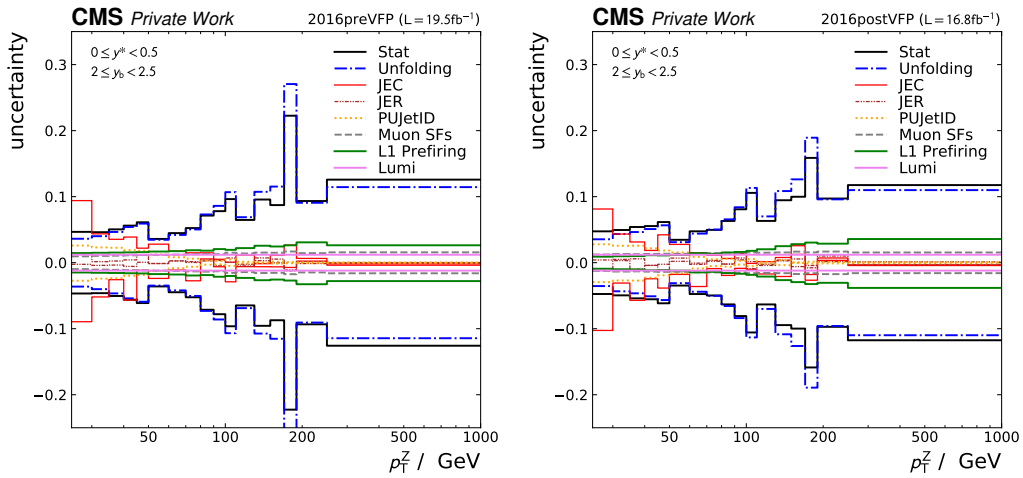 CMS Private Work 2016preVFP (L = 19.5fb⁻¹)
uncertainty
0 ≤ y* < 0.5
2 ≤ y_b < 2.5
Stat
Unfolding
JEC
JER
PUJetID
Muon SFs
L1 Prefiring
Lumi
0.3
0.2
0.1
0.0
−0.1
−0.2
50 100 200 500 1000
p_T^Z / GeV
CMS Private Work 2016postVFP (L = 16.8fb⁻¹)
uncertainty
0 ≤ y* < 0.5
2 ≤ y_b < 2.5
Stat
Unfolding
JEC
JER
PUJetID
Muon SFs
L1 Prefiring
Lumi
0.3
0.2
0.1
0.0
−0.1
−0.2
50 100 200 500 1000
p_T^Z / GeV